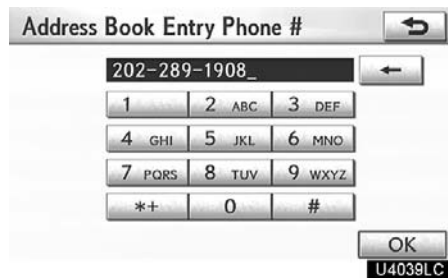 Address Book Entry Phone #
202-289-1908_
1 2 ABC 3 DEF
4 GHI 5 JKL 6 MNO
7 PQRS 8 TUV 9 WXYZ
*+ 0 #
OK
U4039LC